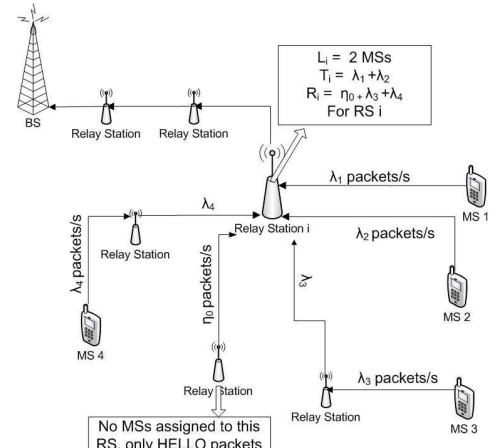 Lᵢ = 2 MSs
Tᵢ = λ₁ +λ₂
Rᵢ = η₀ + λ₃ +λ₄
For RS i
BS
Relay Station
Relay Station
λ₁ packets/s
MS 1
λ₄
Relay Station i
λ₂ packets/s
λ₄ packets/s
Relay Station
η₀ packets/s
λ₃
MS 2
MS 4
Relay Station
λ₃ packets/s
Relay Station
MS 3
No MSs assigned to this
RS, only HELLO packets